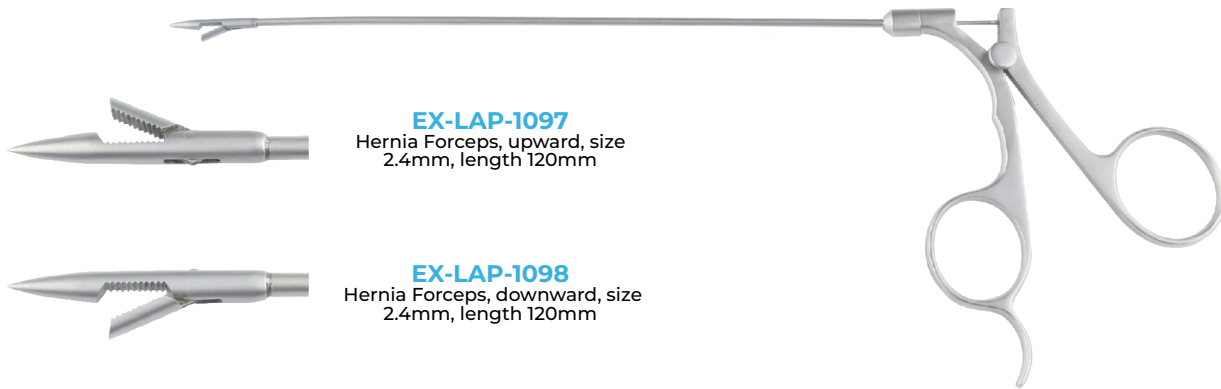 EX-LAP-1097
Hernia Forceps, upward, size
2.4mm, length 120mm
EX-LAP-1098
Hernia Forceps, downward, size
2.4mm, length 120mm